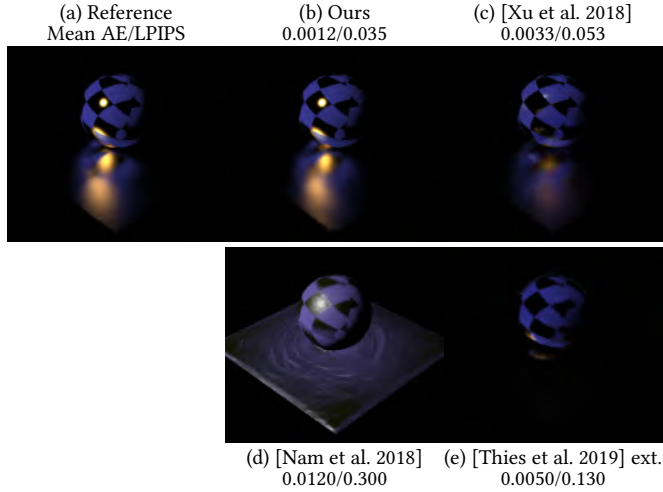 (a) Reference
Mean AE/LPIPS
(b) Ours
0.0012/0.035
(c) [Xu et al. 2018]
0.0033/0.053
(d) [Nam et al. 2018]
0.0120/0.300
(e) [Thies et al. 2019] ext.
0.0050/0.130